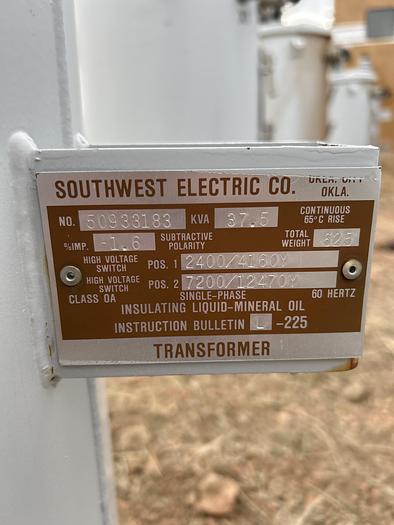 SOUTHWEST ELECTRIC CO. OKLA. CITY OKLA.
NO. 50933183 KVA 37.5 CONTINUOUS 65°C RISE
%IMP. -1.6 SUBTRACTIVE POLARITY TOTAL WEIGHT 625
HIGH VOLTAGE SWITCH POS. 1 2400/4160Y
HIGH VOLTAGE SWITCH POS. 2 7200/12470Y
CLASS OA SINGLE-PHASE 60 HERTZ
INSULATING LIQUID-MINERAL OIL
INSTRUCTION BULLETIN L -225
TRANSFORMER